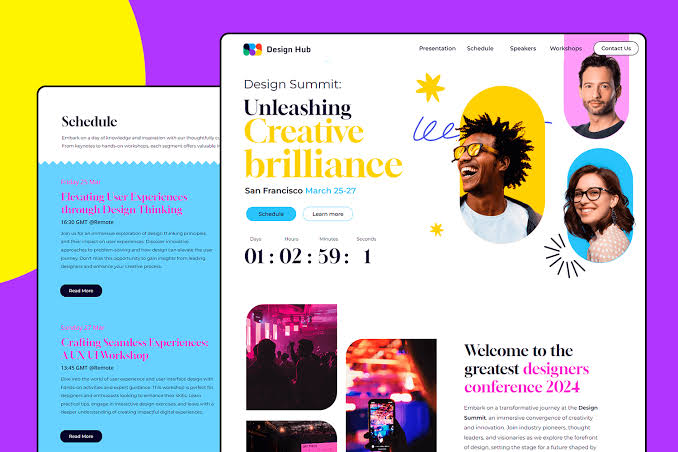 Schedule
Embark on a day of knowledge and inspiration with our thoughtfully cu
From keynotes to hands-on workshops, each segment offers valuable i
Elevating User Experiences
through Design Thinking
16:30 GMT @Remote
Join us for an immersive exploration of design thinking principles
and their impact on user experiences. Discover innovative
approaches to problem-solving and how design can elevate the user
journey. Don't miss this opportunity to gain insights from leading
designers and enhance your creative process.
Read More
Crafting Seamless Experiences:
A UX/UI Workshop
13:45 GMT @Remote
Dive into the world of user experience and user interface design with
hands-on activities and expert guidance. This workshop is perfect for
designers and enthusiasts looking to enhance their skills. Learn
practical tips, engage in interactive design exercises, and leave with a
deeper understanding of creating impactful digital experiences.
Read More
Design Hub
Presentation
Schedule
Speakers
Workshops
Contact Us
Design Summit:
Unleashing
Creative
brilliance
San Francisco March 25-27
Schedule
Learn more
Days Hours Minutes Seconds
01 : 02 : 59 : 1
Welcome to the
greatest designers
conference 2024
Embark on a transformative journey at the Design
Summit, an immersive convergence of creativity
and innovation. Join industry pioneers, thought
leaders, and visionaries as we explore the forefront
of design, setting the stage for a future shaped by